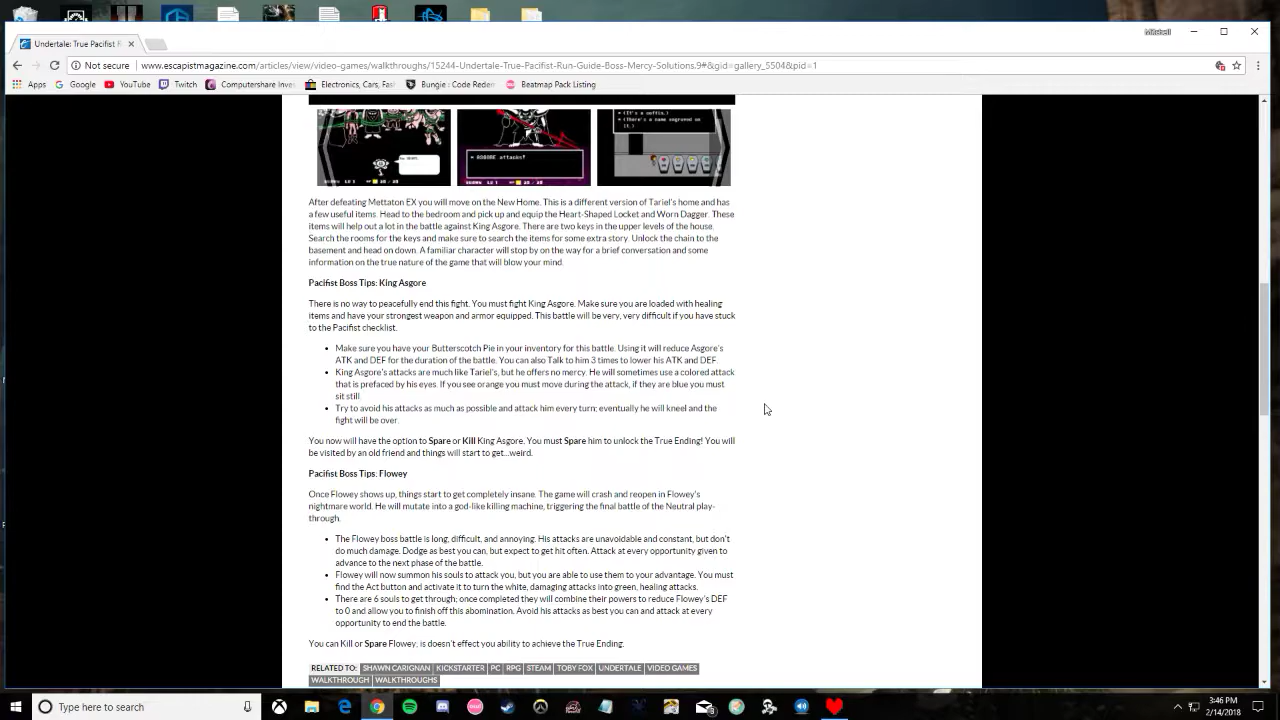 Mitchell
Undertale: True Pacifist R
Not secure | www.escapistmagazine.com/articles/view/video-games/walkthroughs/15244-Undertale-True-Pacifist-Run-Guide-Boss-Mercy-Solutions.9#&gid=gallery_5504&pid=1
Apps Google YouTube Twitch Computershare Inves Electronics, Cars, Fash Bungie : Code Redem Beatmap Pack Listing
* (It's a coffin.)
* (There's a name engraved on it.)
* ASGORE attacks!
After defeating Mettaton EX you will move on the New Home. This is a different version of Tariel's home and has
a few useful items. Head to the bedroom and pick up and equip the Heart-Shaped Locket and Worn Dagger. These
items will help out a lot in the battle against King Asgore. There are two keys in the upper levels of the house.
Search the rooms for the keys and make sure to search the items for some extra story. Unlock the chain to the
basement and head on down. A familiar character will stop by on the way for a brief conversation and some
information on the true nature of the game that will blow your mind.
Pacifist Boss Tips: King Asgore
There is no way to peacefully end this fight. You must fight King Asgore. Make sure you are loaded with healing
items and have your strongest weapon and armor equipped. This battle will be very, very difficult if you have stuck
to the Pacifist checklist.
• Make sure you have your Butterscotch Pie in your inventory for this battle. Using it will reduce Asgore's
ATK and DEF for the duration of the battle. You can also Talk to him 3 times to lower his ATK and DEF.
• King Asgore's attacks are much like Tariel's, but he offers no mercy. He will sometimes use a colored attack
that is prefaced by his eyes. If you see orange you must move during the attack, if they are blue you must
sit still.
• Try to avoid his attacks as much as possible and attack him every turn; eventually he will kneel and the
fight will be over.
You now will have the option to Spare or Kill King Asgore. You must Spare him to unlock the True Ending! You will
be visited by an old friend and things will start to get...weird.
Pacifist Boss Tips: Flowey
Once Flowey shows up, things start to get completely insane. The game will crash and reopen in Flowey's
nightmare world. He will mutate into a god-like killing machine, triggering the final battle of the Neutral play-
through.
• The Flowey boss battle is long, difficult, and annoying. His attacks are unavoidable and constant, but don't
do much damage. Dodge as best you can, but expect to get hit often. Attack at every opportunity given to
advance to the next phase of the battle.
• Flowey will now summon his souls to attack you, but you are able to use them to your advantage. You must
find the Act button and activate it to turn the white, damaging attacks into green, healing attacks.
• There are 6 souls to get through; once completed they will combine their powers to reduce Flowey's DEF
to 0 and allow you to finish off this abomination. Avoid his attacks as best you can and attack at every
opportunity to end the battle.
You can Kill or Spare Flowey, is doesn't effect you ability to achieve the True Ending.
RELATED TO: SHAWN CARIGNAN KICKSTARTER PC RPG STEAM TOBY FOX UNDERTALE VIDEO GAMES
WALKTHROUGH WALKTHROUGHS
Type here to search
3:46 PM
2/14/2018